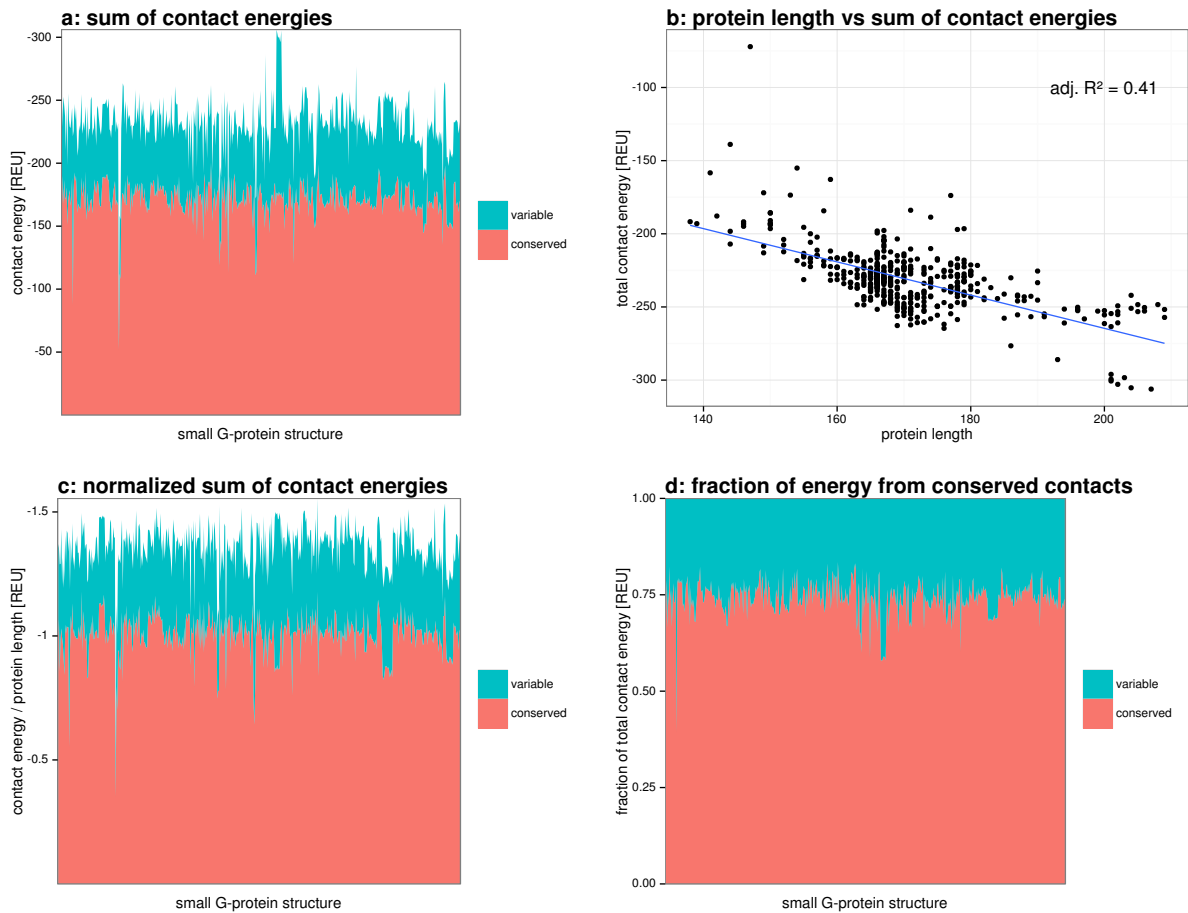 a: sum of contact energies
contact energy [REU]
-300
-250
-200
-150
-100
-50
small G-protein structure
variable
conserved
b: protein length vs sum of contact energies
total contact energy [REU]
-100
-150
-200
-250
-300
adj. R² = 0.41
140
160
180
200
protein length
c: normalized sum of contact energies
contact energy / protein length [REU]
-1.5
-1
-0.5
small G-protein structure
variable
conserved
d: fraction of energy from conserved contacts
fraction of total contact energy [REU]
1.00
0.75
0.50
0.25
0.00
small G-protein structure
variable
conserved